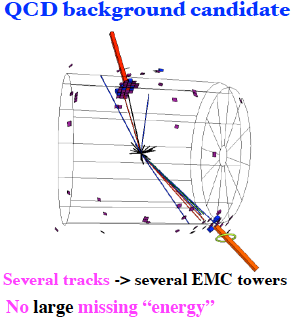 QCD background candidate
Several tracks -> several EMC towers
No large missing “energy”